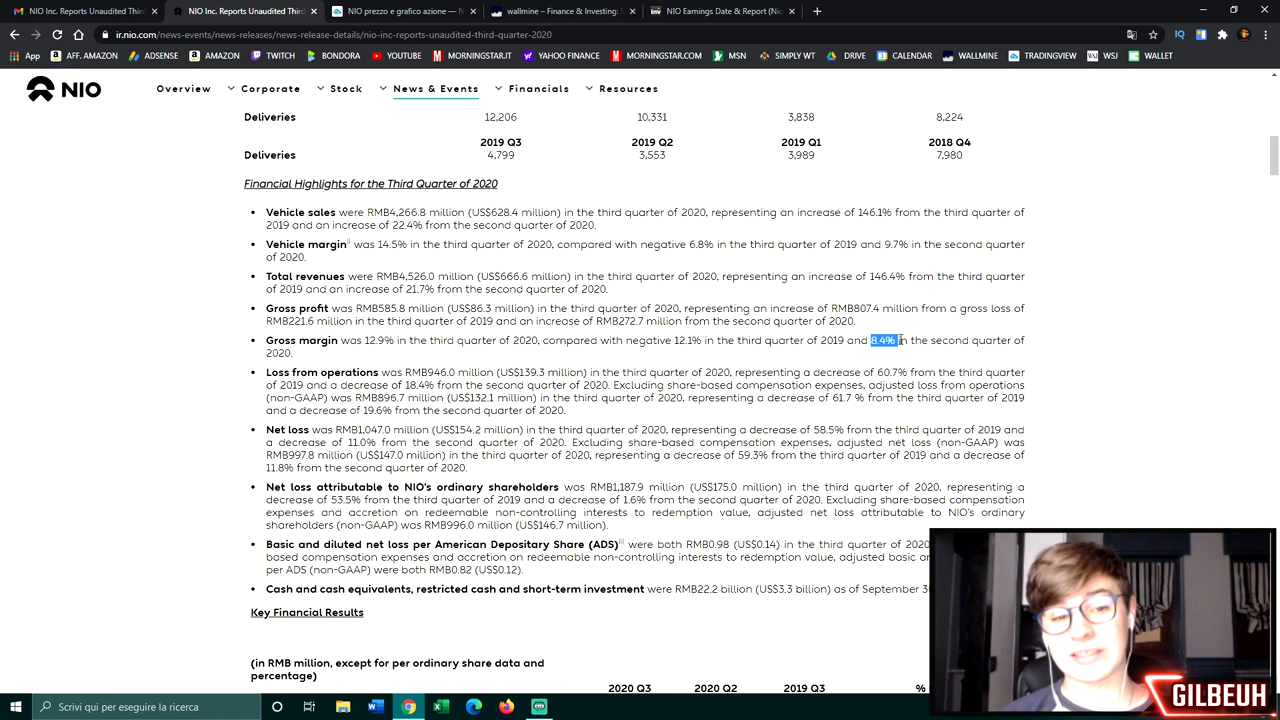 NIO Inc. Reports Unaudited Third
NIO Inc. Reports Unaudited Third
NIO prezzo e grafico azione — N
wallmine – Finance & Investing: S
NIO Earnings Date & Report (Nio
ir.nio.com/news-events/news-releases/news-release-details/nio-inc-reports-unaudited-third-quarter-2020
App AFF. AMAZON ADSENSE AMAZON TWITCH BONDORA YOUTUBE MORNINGSTAR.IT YAHOO FINANCE MORNINGSTAR.COM MSN SIMPLY WT DRIVE CALENDAR WALLMINE TRADINGVIEW WSJ WALLET
NIO Overview Corporate Stock News & Events Financials Resources
Deliveries 12,206 10,331 3,838 8,224
2019 Q3 2019 Q2 2019 Q1 2018 Q4
Deliveries 4,799 3,553 3,989 7,980
Financial Highlights for the Third Quarter of 2020
• Vehicle sales were RMB4,266.8 million (US$628.4 million) in the third quarter of 2020, representing an increase of 146.1% from the third quarter of
2019 and an increase of 22.4% from the second quarter of 2020.
• Vehicle marginii was 14.5% in the third quarter of 2020, compared with negative 6.8% in the third quarter of 2019 and 9.7% in the second quarter
of 2020.
• Total revenues were RMB4,526.0 million (US$666.6 million) in the third quarter of 2020, representing an increase of 146.4% from the third quarter
of 2019 and an increase of 21.7% from the second quarter of 2020.
• Gross profit was RMB585.8 million (US$86.3 million) in the third quarter of 2020, representing an increase of RMB807.4 million from a gross loss of
RMB221.6 million in the third quarter of 2019 and an increase of RMB272.7 million from the second quarter of 2020.
• Gross margin was 12.9% in the third quarter of 2020, compared with negative 12.1% in the third quarter of 2019 and 8.4% in the second quarter of
2020.
• Loss from operations was RMB946.0 million (US$139.3 million) in the third quarter of 2020, representing a decrease of 60.7% from the third quarter
of 2019 and a decrease of 18.4% from the second quarter of 2020. Excluding share-based compensation expenses, adjusted loss from operations
(non-GAAP) was RMB896.7 million (US$132.1 million) in the third quarter of 2020, representing a decrease of 61.7 % from the third quarter of 2019
and a decrease of 19.6% from the second quarter of 2020.
• Net loss was RMB1,047.0 million (US$154.2 million) in the third quarter of 2020, representing a decrease of 58.5% from the third quarter of 2019 and
a decrease of 11.0% from the second quarter of 2020. Excluding share-based compensation expenses, adjusted net loss (non-GAAP) was
RMB997.8 million (US$147.0 million) in the third quarter of 2020, representing a decrease of 59.3% from the third quarter of 2019 and a decrease of
11.8% from the second quarter of 2020.
• Net loss attributable to NIO's ordinary shareholders was RMB1,187.9 million (US$175.0 million) in the third quarter of 2020, representing a
decrease of 53.5% from the third quarter of 2019 and a decrease of 1.6% from the second quarter of 2020. Excluding share-based compensation
expenses and accretion on redeemable non-controlling interests to redemption value, adjusted net loss attributable to NIO's ordinary
shareholders (non-GAAP) was RMB996.0 million (US$146.7 million).
• Basic and diluted net loss per American Depositary Share (ADS)iii were both RMB0.98 (US$0.14) in the third quarter of 2020
based compensation expenses and accretion on redeemable non-controlling interests to redemption value, adjusted basic an
per ADS (non-GAAP) were both RMB0.82 (US$0.12).
• Cash and cash equivalents, restricted cash and short-term investment were RMB22.2 billion (US$3.3 billion) as of September 3
Key Financial Results
(in RMB million, except for per ordinary share data and
percentage)
2020 Q3 2020 Q2 2019 Q3 %
GILBEUH
Scrivi qui per eseguire la ricerca